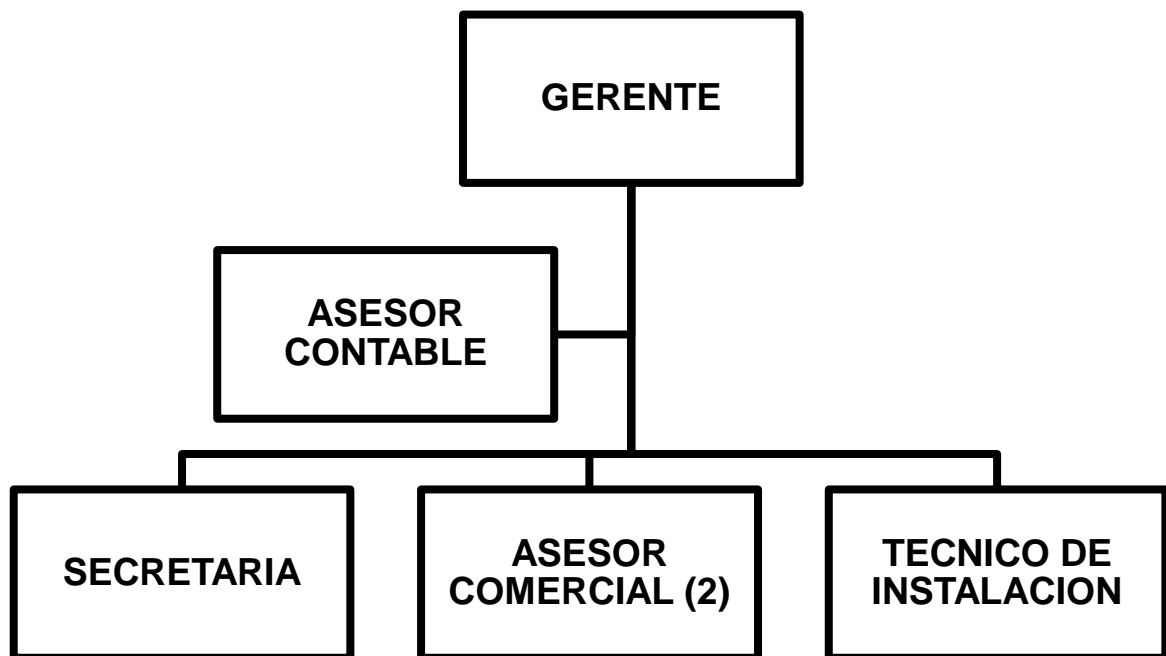 GERENTE
ASESOR
CONTABLE
SECRETARIA
ASESOR
COMERCIAL (2)
TECNICO DE
INSTALACION